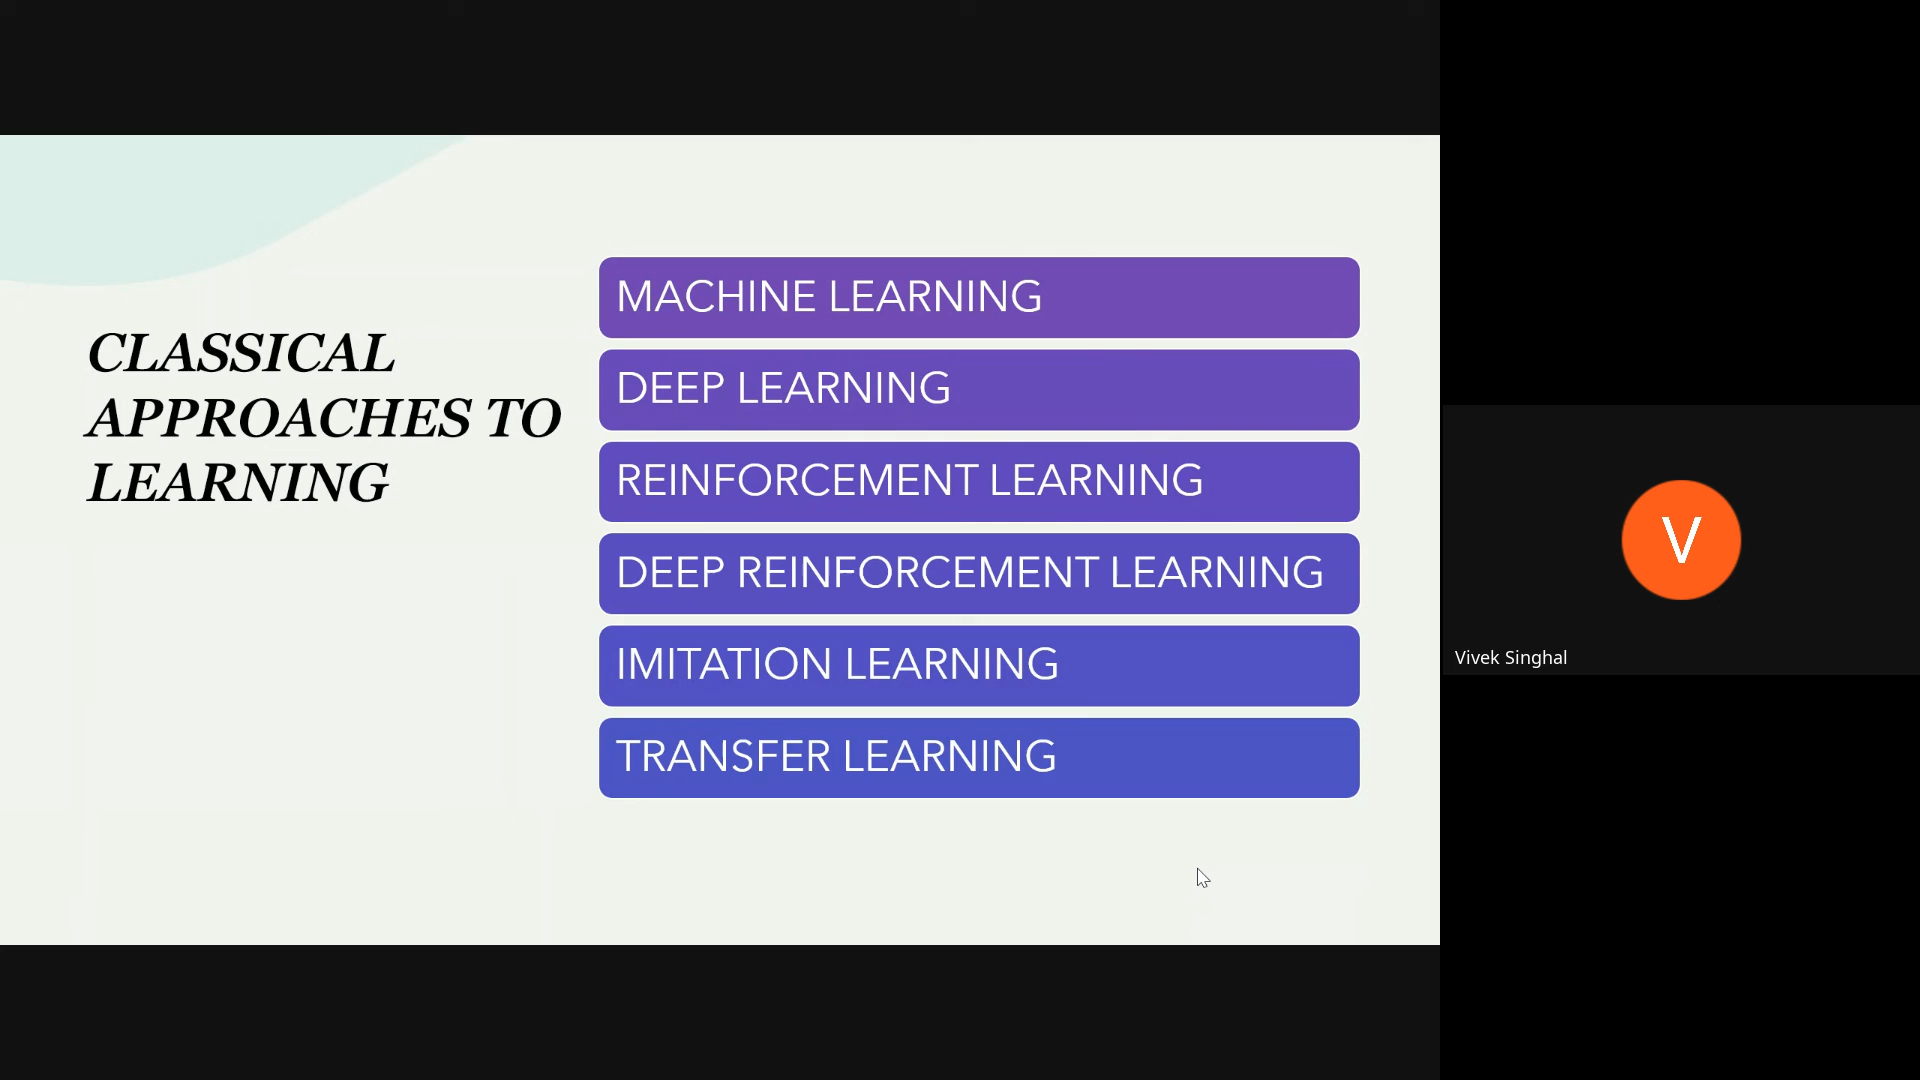 CLASSICAL
APPROACHES TO
LEARNING
MACHINE LEARNING
DEEP LEARNING
REINFORCEMENT LEARNING
DEEP REINFORCEMENT LEARNING
IMITATION LEARNING
TRANSFER LEARNING
V
Vivek Singhal